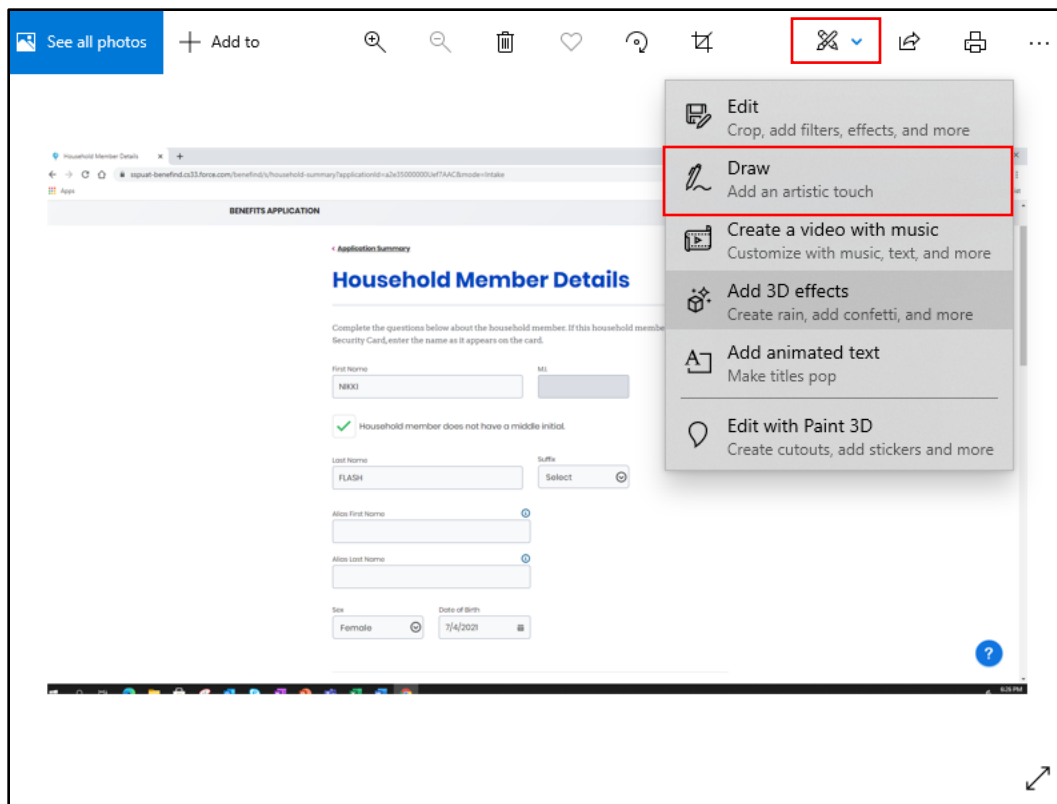 See all photos
Add to
Edit
Crop, add filters, effects, and more
Draw
Add an artistic touch
Create a video with music
Customize with music, text, and more
Add 3D effects
Create rain, add confetti, and more
Add animated text
Make titles pop
Edit with Paint 3D
Create cutouts, add stickers and more
Household Member Details
Apps
BENEFITS APPLICATION
Application Summary
Household Member Details
Complete the questions below about the household member. If this household
Security Card, enter the name as it appears on the card.
First Name
M.I.
NIKKI
Household member does not have a middle initial.
Last Name
Suffix
FLASH
Select
Alias First Name
Alias Last Name
Sex
Date of Birth
Female
7/4/2021
?
6:26 PM